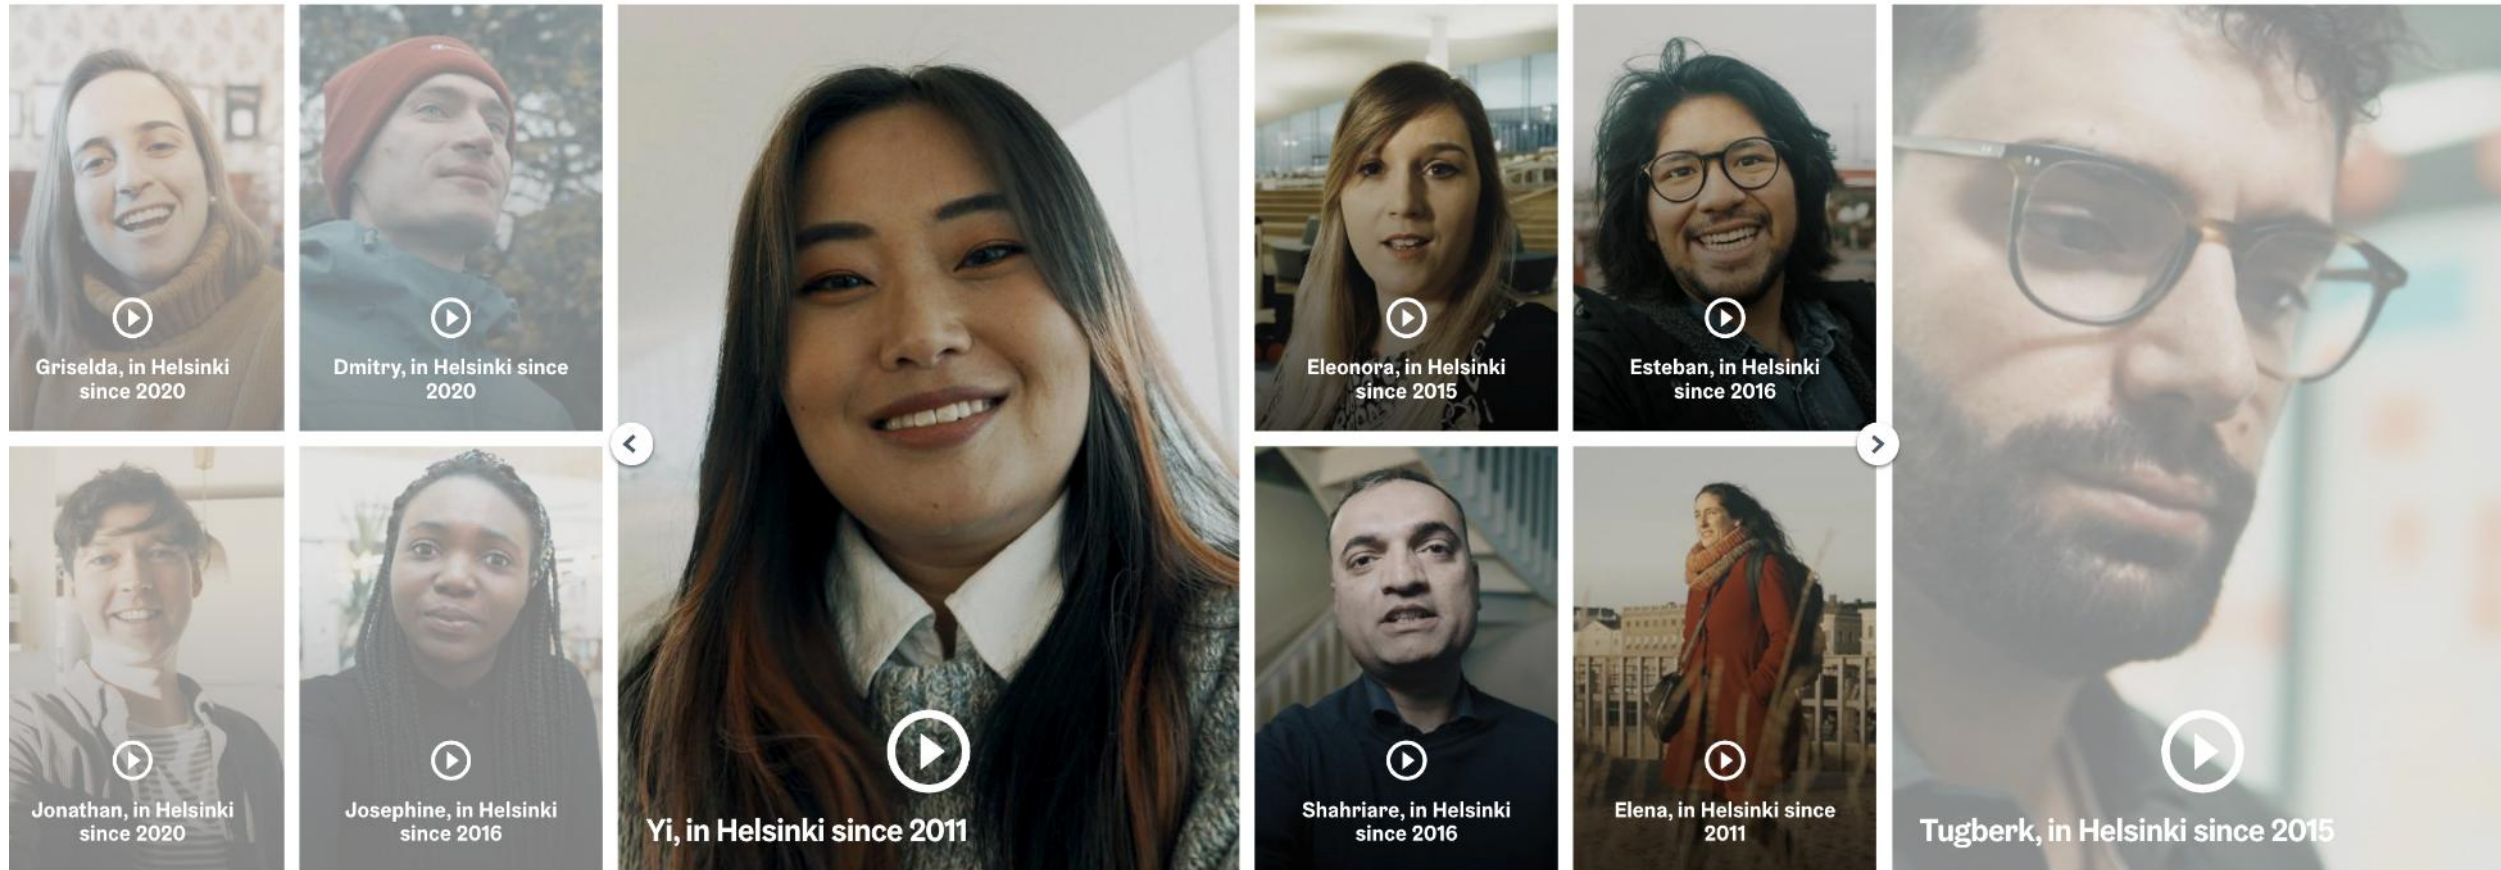 Griselda, in Helsinki
since 2020
Dmitry, in Helsinki since
2020
Jonathan, in Helsinki
since 2020
Josephine, in Helsinki
since 2016
Yi, in Helsinki since 2011
Eleonora, in Helsinki
since 2015
Esteban, in Helsinki
since 2016
Shahriare, in Helsinki
since 2016
Elena, in Helsinki since
2011
Tugberk, in Helsinki since 2015